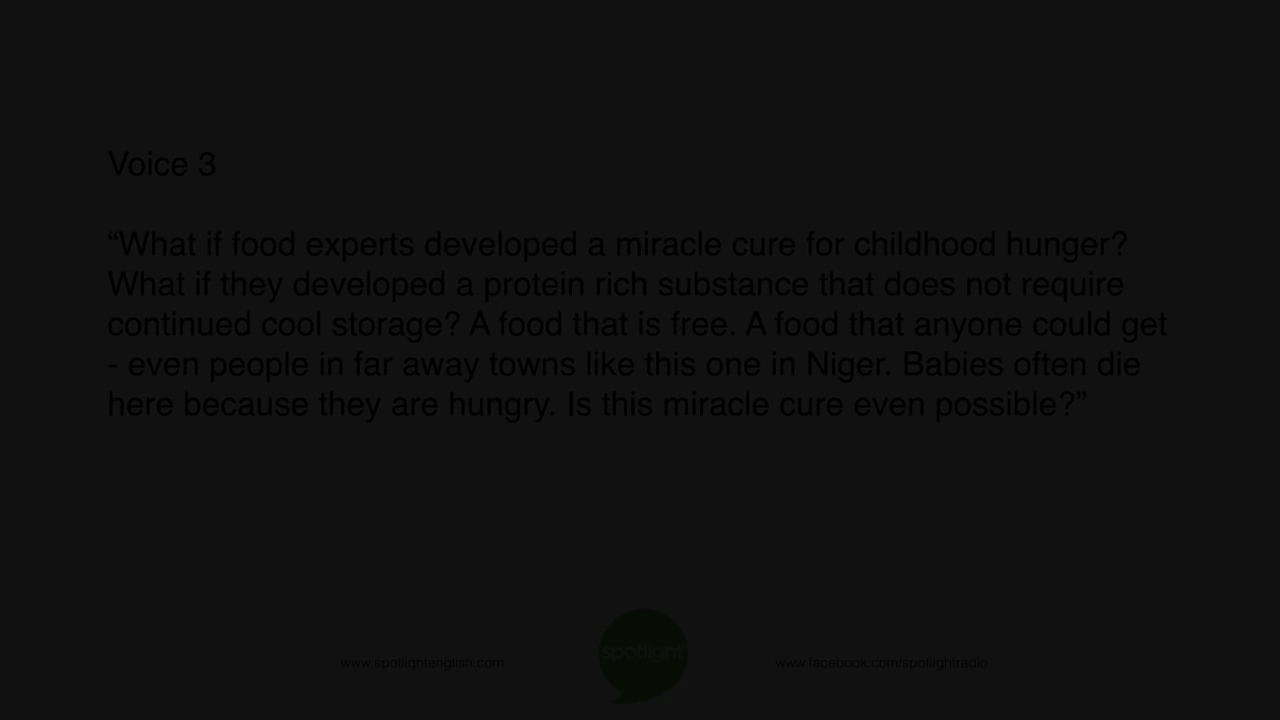 Voice 3
“What if food experts developed a miracle cure for childhood hunger?
What if they developed a protein rich substance that does not require
continued cool storage? A food that is free. A food that anyone could get
- even people in far away towns like this one in Niger. Babies often die
here because they are hungry. Is this miracle cure even possible?”
spotlight
www.spotlightenglish.com
www.facebook.com/spotlightradio